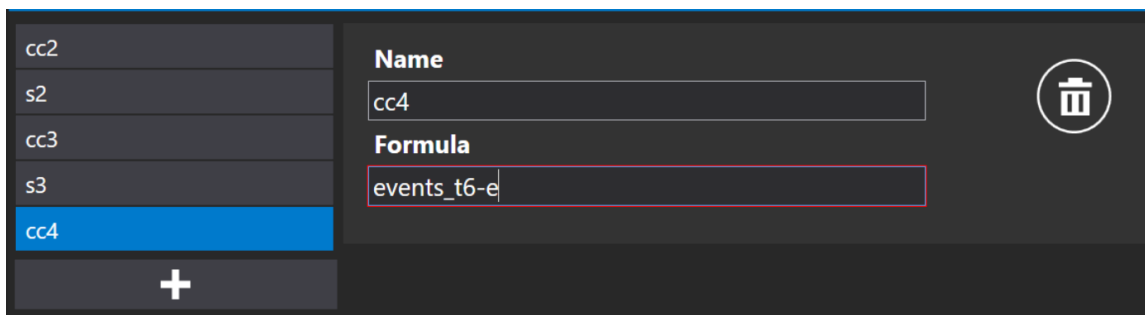 cc2
s2
cc3
s3
cc4
Name
cc4
Formula
events_t6-e